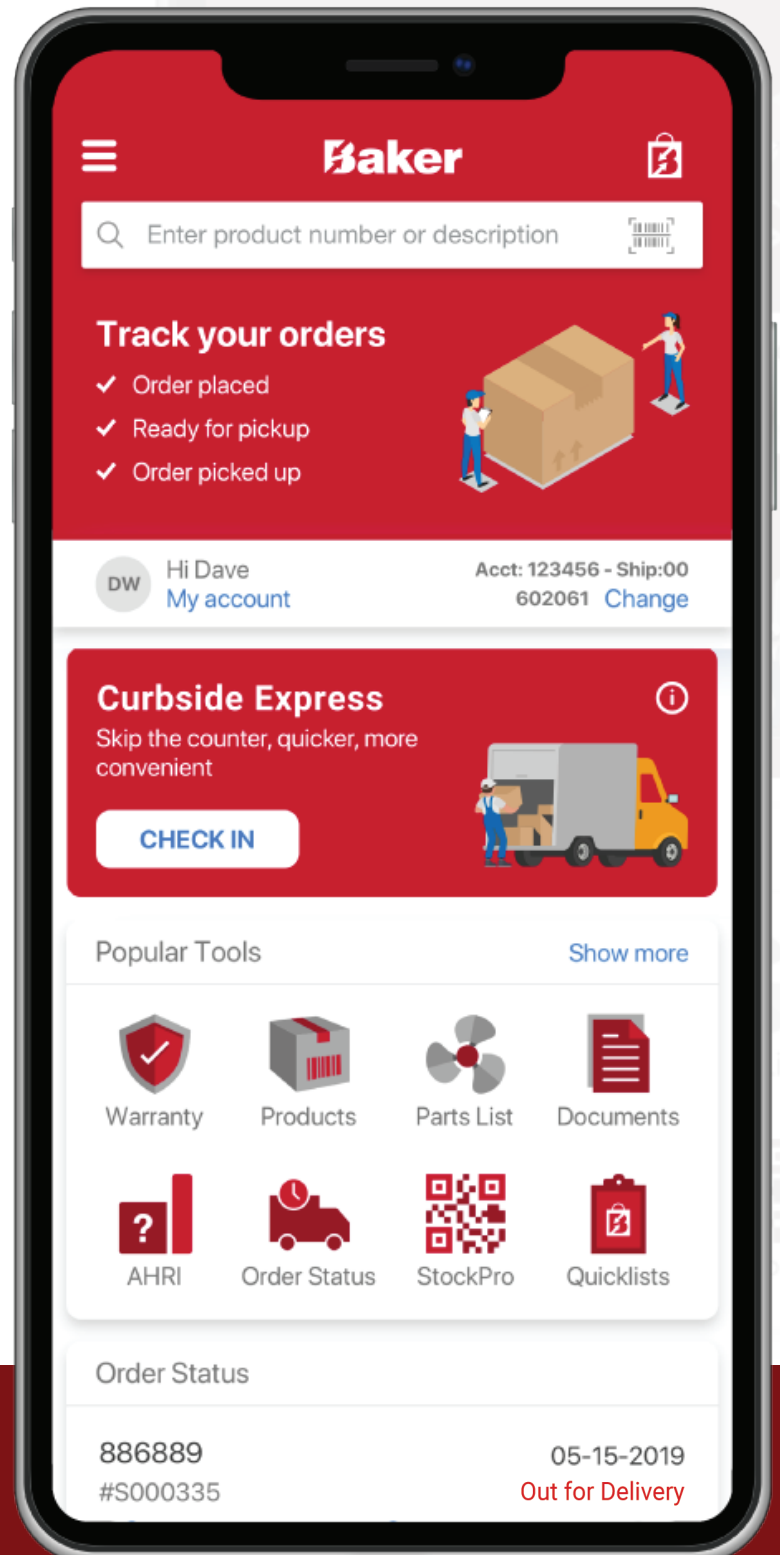 Baker
Enter product number or description
Track your orders
Order placed
Ready for pickup
Order picked up
DW
Hi Dave
My account
Acct: 123456 - Ship:00
602061 Change
Curbside Express
Skip the counter, quicker, more
convenient
CHECK IN
Popular Tools
Show more
Warranty
Products
Parts List
Documents
?
AHRI
Order Status
StockPro
Quicklists
Order Status
886889
05-15-2019
#S000335
Out for Delivery